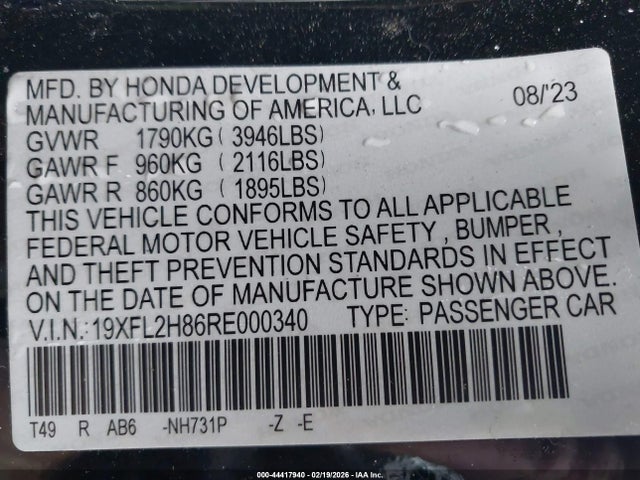 MFD. BY HONDA DEVELOPMENT &
MANUFACTURING OF AMERICA, LLC 08/'23
GVWR 1790KG ( 3946LBS)
GAWR F 960KG ( 2116LBS)
GAWR R 860KG ( 1895LBS)
THIS VEHICLE CONFORMS TO ALL APPLICABLE
FEDERAL MOTOR VEHICLE SAFETY , BUMPER ,
AND THEFT PREVENTION STANDARDS IN EFFECT
ON THE DATE OF MANUFACTURE SHOWN ABOVE.
V.I.N.:19XFL2H86RE000340 TYPE: PASSENGER CAR
T49 R AB6 -NH731P -Z -E
000-44417940 - 02/19/2026 - IAA Inc.